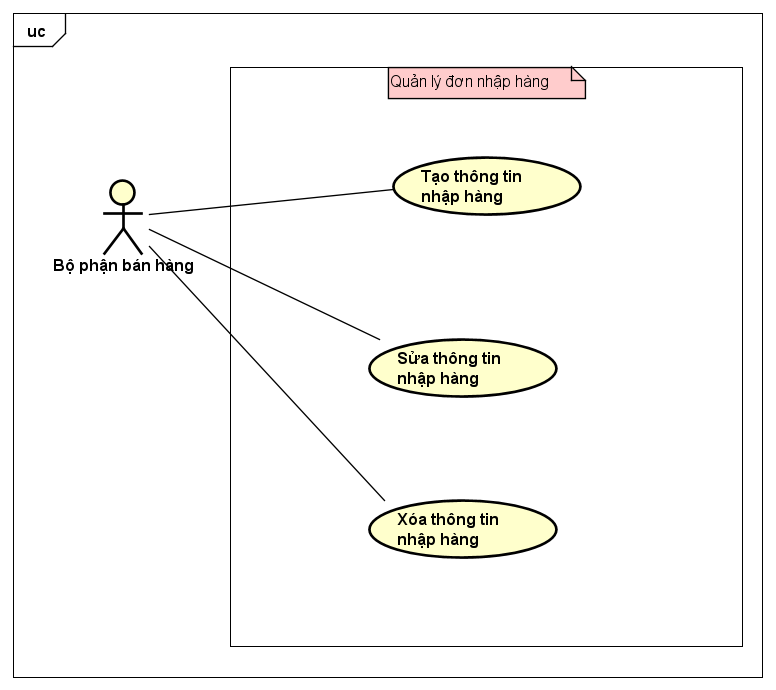 uc
Quản lý đơn nhập hàng
Tạo thông tin
nhập hàng
Bộ phận bán hàng
Sửa thông tin
nhập hàng
Xóa thông tin
nhập hàng